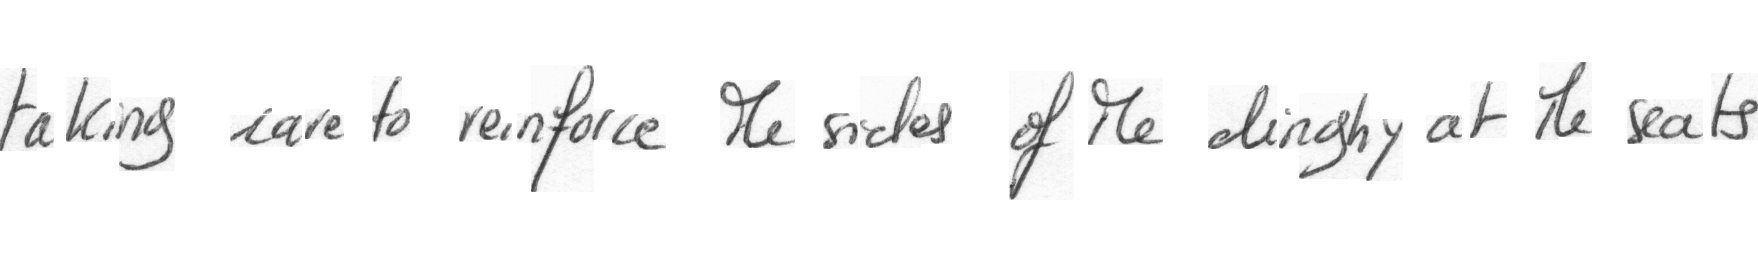 taking care to reinforce the sides of the dinghy at the seats